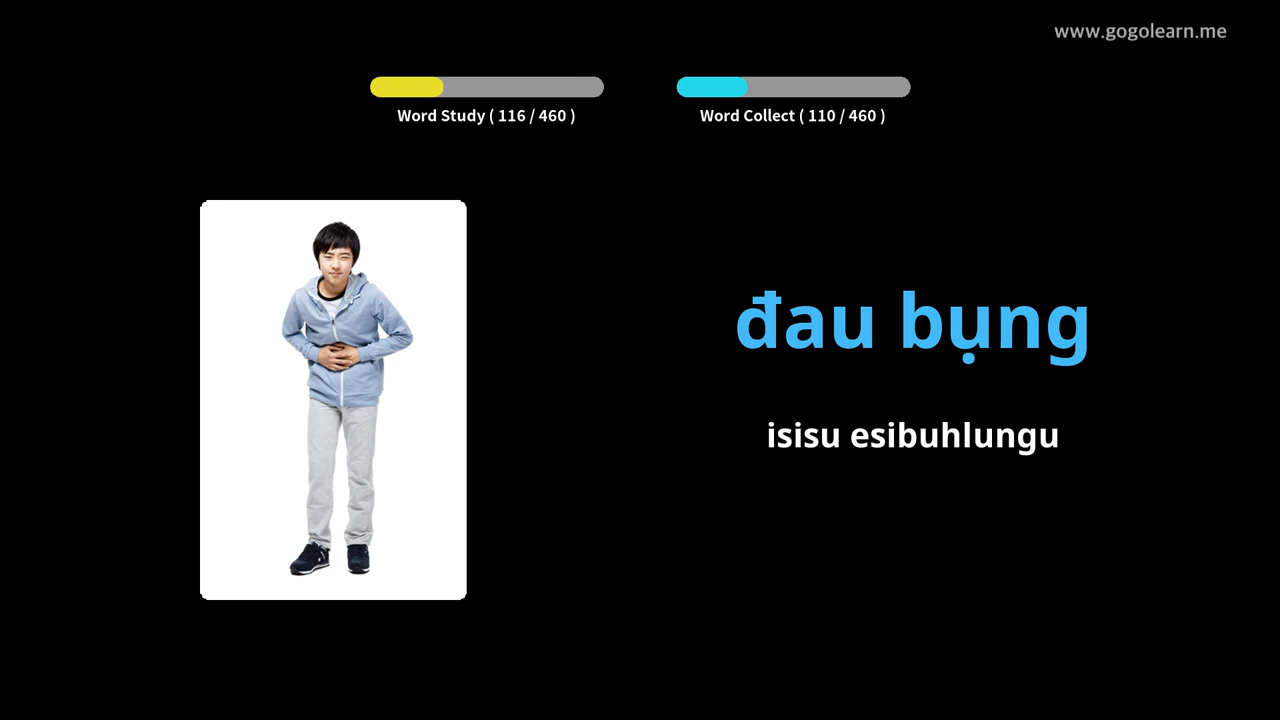 www.gogolearn.me
Word Study ( 116 / 460 )
Word Collect ( 110 / 460 )
đau bụng
isisu esibuhlungu